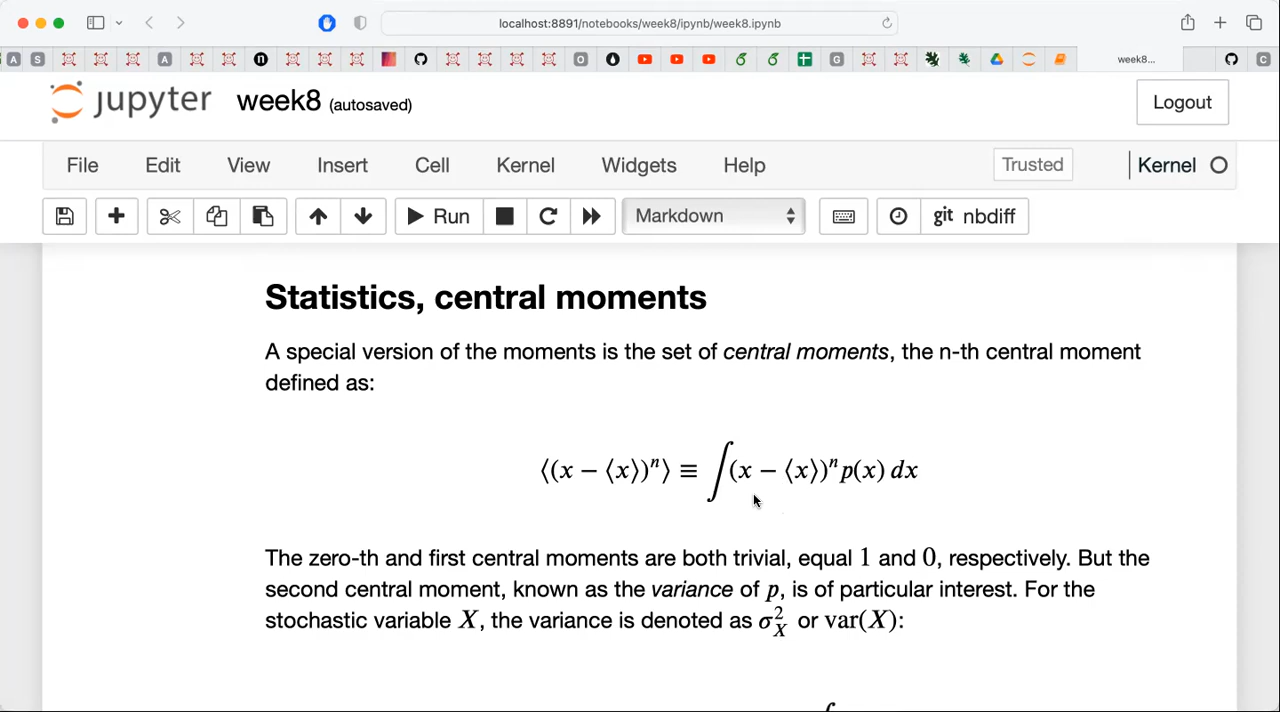 localhost:8891/notebooks/week8/ipynb/week8.ipynb
A S A n O G week8... C
jupyter week8 (autosaved) Logout
File Edit View Insert Cell Kernel Widgets Help Trusted Kernel
Run Markdown git nbdiff
Statistics, central moments
A special version of the moments is the set of central moments, the n-th central moment
defined as:
⟨(x − ⟨x⟩)ⁿ⟩ ≡ ∫(x − ⟨x⟩)ⁿ p(x) dx
The zero-th and first central moments are both trivial, equal 1 and 0, respectively. But the
second central moment, known as the variance of p, is of particular interest. For the
stochastic variable X, the variance is denoted as σ²_X or var(X):